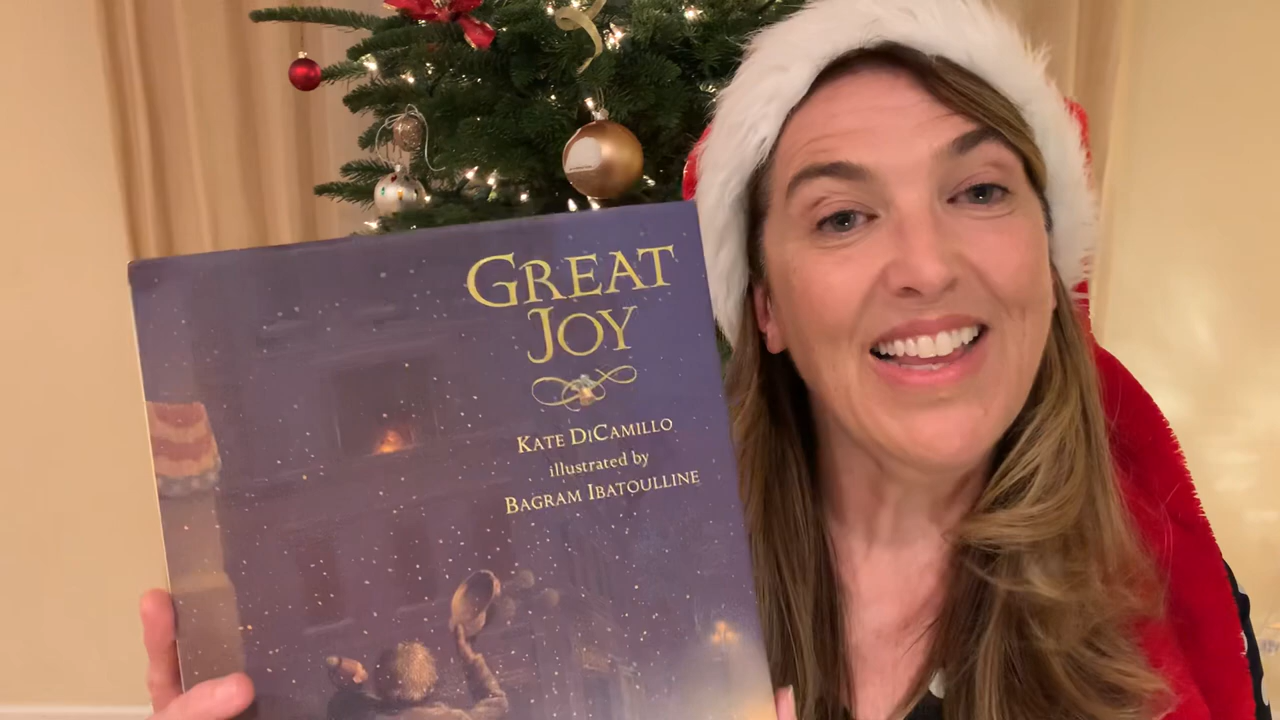 GREAT
JOY
KATE DICAMILLO
illustrated by
BAGRAM IBATOULLINE